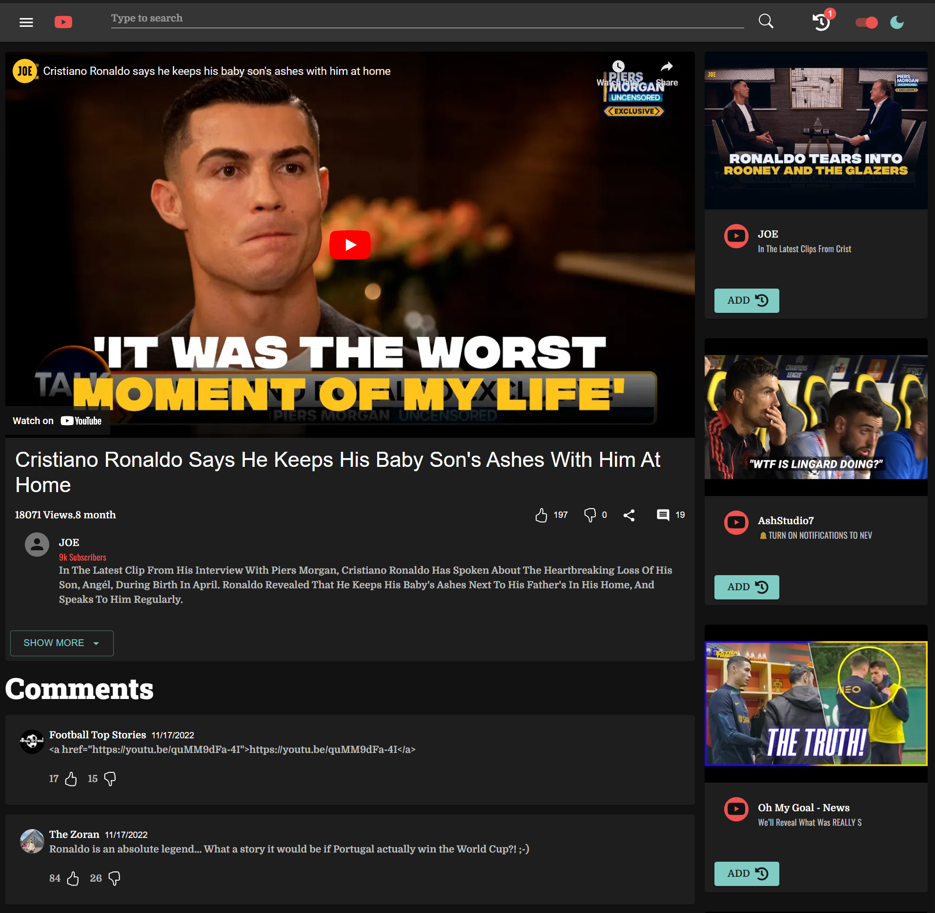 Type to search
1
JOE
Cristiano Ronaldo says he keeps his baby son's ashes with him at home
Share
PIERS
MORGAN
UNCENSORED
EXCLUSIVE
'IT WAS THE WORST
MOMENT OF MY LIFE'
TALK
PIERS MORGAN UNCENSORED
Watch on YouTube
Cristiano Ronaldo Says He Keeps His Baby Son's Ashes With Him At
Home
18071 Views.8 month
197
0
19
JOE
9k Subscribers
In The Latest Clip From His Interview With Piers Morgan, Cristiano Ronaldo Has Spoken About The Heartbreaking Loss Of His
Son, Angél, During Birth In April. Ronaldo Revealed That He Keeps His Baby's Ashes Next To His Father's In His Home, And
Speaks To Him Regularly.
SHOW MORE
Comments
Football Top Stories 11/17/2022
<a href="https://youtu.be/quMM9dFa-4I">https://youtu.be/quMM9dFa-4I</a>
17
15
The Zoran 11/17/2022
Ronaldo is an absolute legend... What a story it would be if Portugal actually win the World Cup?! ;-)
84
26
JOE
PIERS
MORGAN
UNCENSORED
EXCLUSIVE
RONALDO TEARS INTO
ROONEY AND THE GLAZERS
JOE
In The Latest Clips From Crist
ADD
"WTF IS LINGARD DOING?"
AshStudio7
TURN ON NOTIFICATIONS TO NEV
ADD
THE TRUTH!
Oh My Goal - News
We'll Reveal What Was REALLY S
ADD